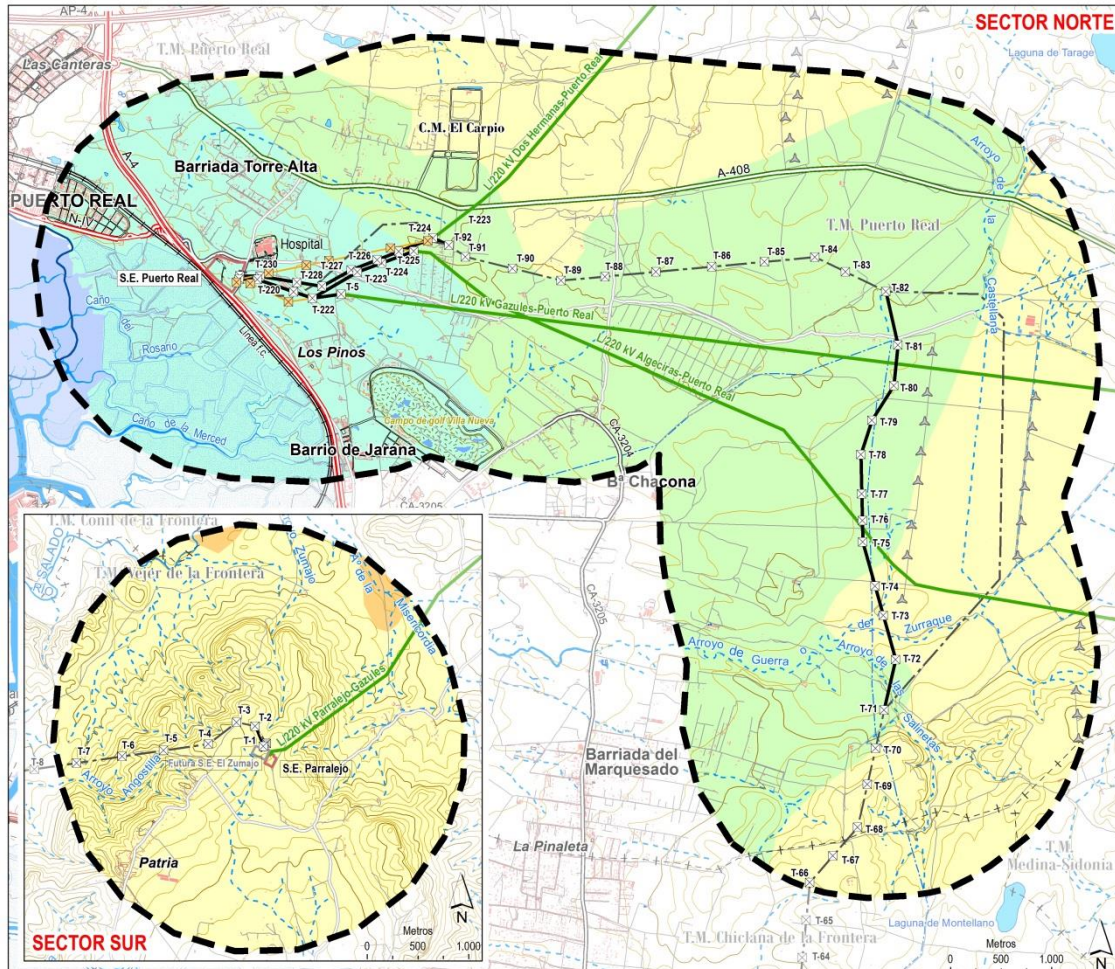 SECTOR NORTE
AP-4
T.M. Puerto Real
Las Canteras
Laguna de Tarage
C.M. El Carpio
L/220 kV Dos Hermanas-Puerto Real
Arroyo de la Castellana
A-4
Barriada Torre Alta
A-408
PUERTO REAL
N-IV
T.M. Puerto Real
Hospital
T-223
T-224
T-92
T-91
T-90
T-89
T-88
T-87
T-86
T-85
T-84
T-83
T-82
T-226
T-225
T-227
T-224
T-223
T-230
T-228
S.E. Puerto Real
T-220
T-222
T-5
L/220 kV Gazules-Puerto Real
L/220 kV Algeciras-Puerto Real
Caño del Rosario
Línea T.c.
Los Pinos
T-81
T-80
T-79
T-78
T-77
T-76
T-75
T-74
T-73
T-72
T-71
T-70
T-69
T-68
T-67
T-66
T-65
T-64
Caño de la Merced
Campo de golf Villa Nueva
Barrio de Jarana
CA-3204
Bª Chacona
CA-3205
CA-3205
Arroyo de Guerra
del Zurraque
Arroyo de las Salinetas
Barriada del
Marquesado
La Pinaleta
T.M.
Medina-Sidonia
Laguna de Montellano
T.M. Chiclana de la Frontera
Metros
0 500 1.000
N
T.M. Conil de la Frontera
SALADO
RIO
T.M. Vejer de la Frontera
Zumajo
Aº de la Misericordia
L/220 kV Parralejo-Gazules
T-3
T-2
T-1
T-4
T-5
T-6
T-7
T-8
Futura S.E. El Zumajo
S.E. Parralejo
Arroyo Angostilla
Patria
SECTOR SUR
Metros
0 500 1.000
N